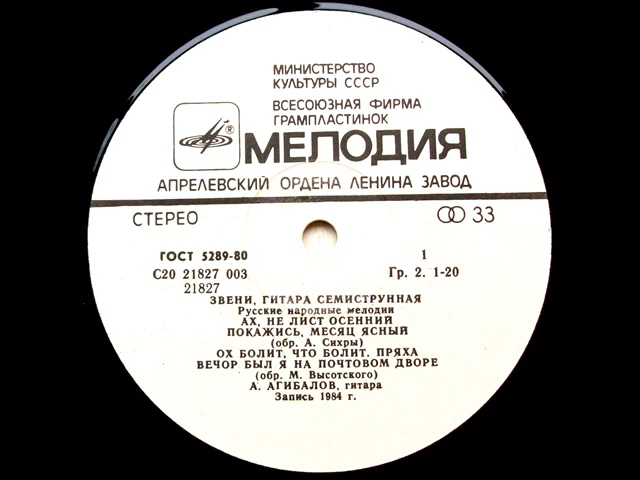 МИНИСТЕРСТВО
КУЛЬТУРЫ СССР
ВСЕСОЮЗНАЯ ФИРМА
ГРАМПЛАСТИНОК
®
МЕЛОДИЯ
АПРЕЛЕВСКИЙ ОРДЕНА ЛЕНИНА ЗАВОД
СТЕРЕО 33
ГОСТ 5289-80 1
С20 21827 003 Гр. 2. 1-20
21827
ЗВЕНИ, ГИТАРА СЕМИСТРУННАЯ
Русские народные мелодии
АХ, НЕ ЛИСТ ОСЕННИЙ
ПОКАЖИСЬ, МЕСЯЦ ЯСНЫЙ
(обр. А. Сихры)
ОХ БОЛИТ, ЧТО БОЛИТ. ПРЯХА
ВЕЧОР БЫЛ Я НА ПОЧТОВОМ ДВОРЕ
(обр. М. Высотского)
А. АГИБАЛОВ, гитара
Запись 1984 г.